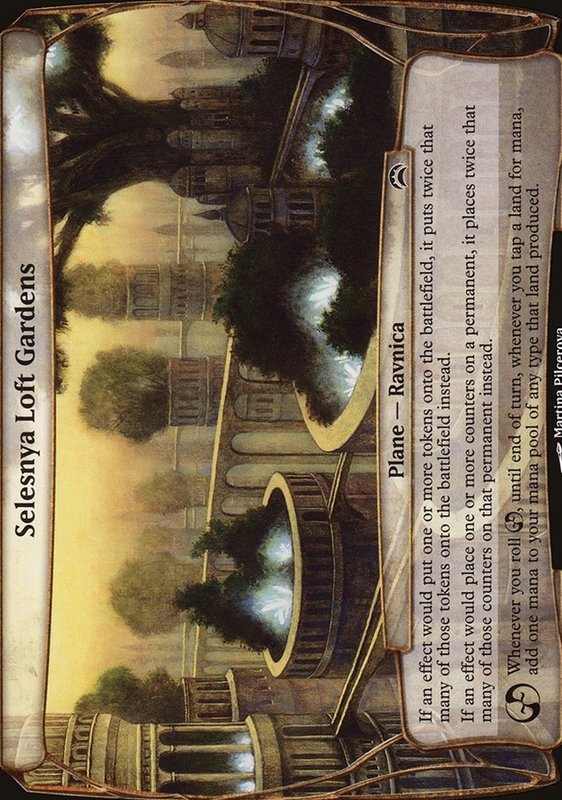 Selesnya Loft Gardens
Plane — Ravnica
If an effect would put one or more tokens onto the battlefield, it puts twice that
many of those tokens onto the battlefield instead.
If an effect would place one or more counters on a permanent, it places twice that
many of those counters on that permanent instead.
Whenever you roll , until end of turn, whenever you tap a land for mana,
add one mana to your mana pool of any type that land produced.
Martina Pilcerova